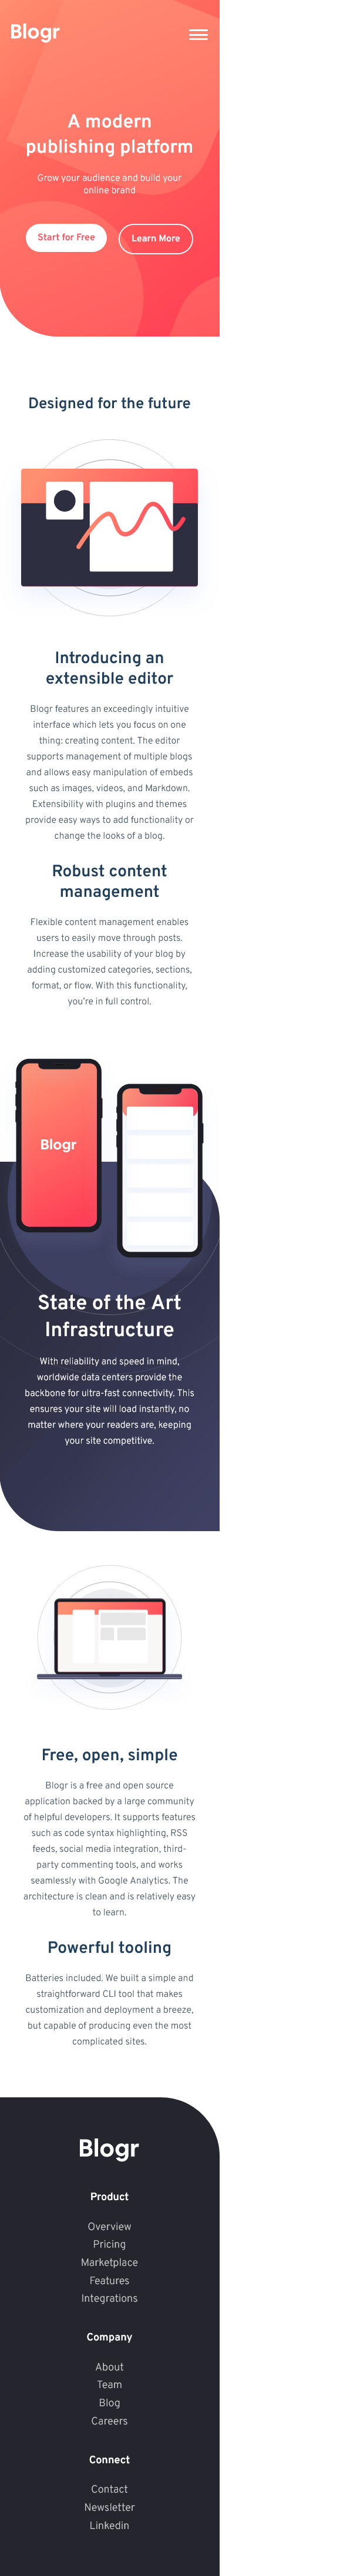 Blogr
A modern
publishing platform
Grow your audience and build your
online brand
Start for Free
Learn More
Designed for the future
Introducing an
extensible editor
Blogr features an exceedingly intuitive
interface which lets you focus on one
thing: creating content. The editor
supports management of multiple blogs
and allows easy manipulation of embeds
such as images, videos, and Markdown.
Extensibility with plugins and themes
provide easy ways to add functionality or
change the looks of a blog.
Robust content
management
Flexible content management enables
users to easily move through posts.
Increase the usability of your blog by
adding customized categories, sections,
format, or flow. With this functionality,
you're in full control.
Blogr
State of the Art
Infrastructure
With reliability and speed in mind,
worldwide data centers provide the
backbone for ultra-fast connectivity. This
ensures your site will load instantly, no
matter where your readers are, keeping
your site competitive.
Free, open, simple
Blogr is a free and open source
application backed by a large community
of helpful developers. It supports features
such as code syntax highlighting, RSS
feeds, social media integration, third-
party commenting tools, and works
seamlessly with Google Analytics. The
architecture is clean and is relatively easy
to learn.
Powerful tooling
Batteries included. We built a simple and
straightforward CLI tool that makes
customization and deployment a breeze,
but capable of producing even the most
complicated sites.
Blogr
Product
Overview
Pricing
Marketplace
Features
Integrations
Company
About
Team
Blog
Careers
Connect
Contact
Newsletter
Linkedin